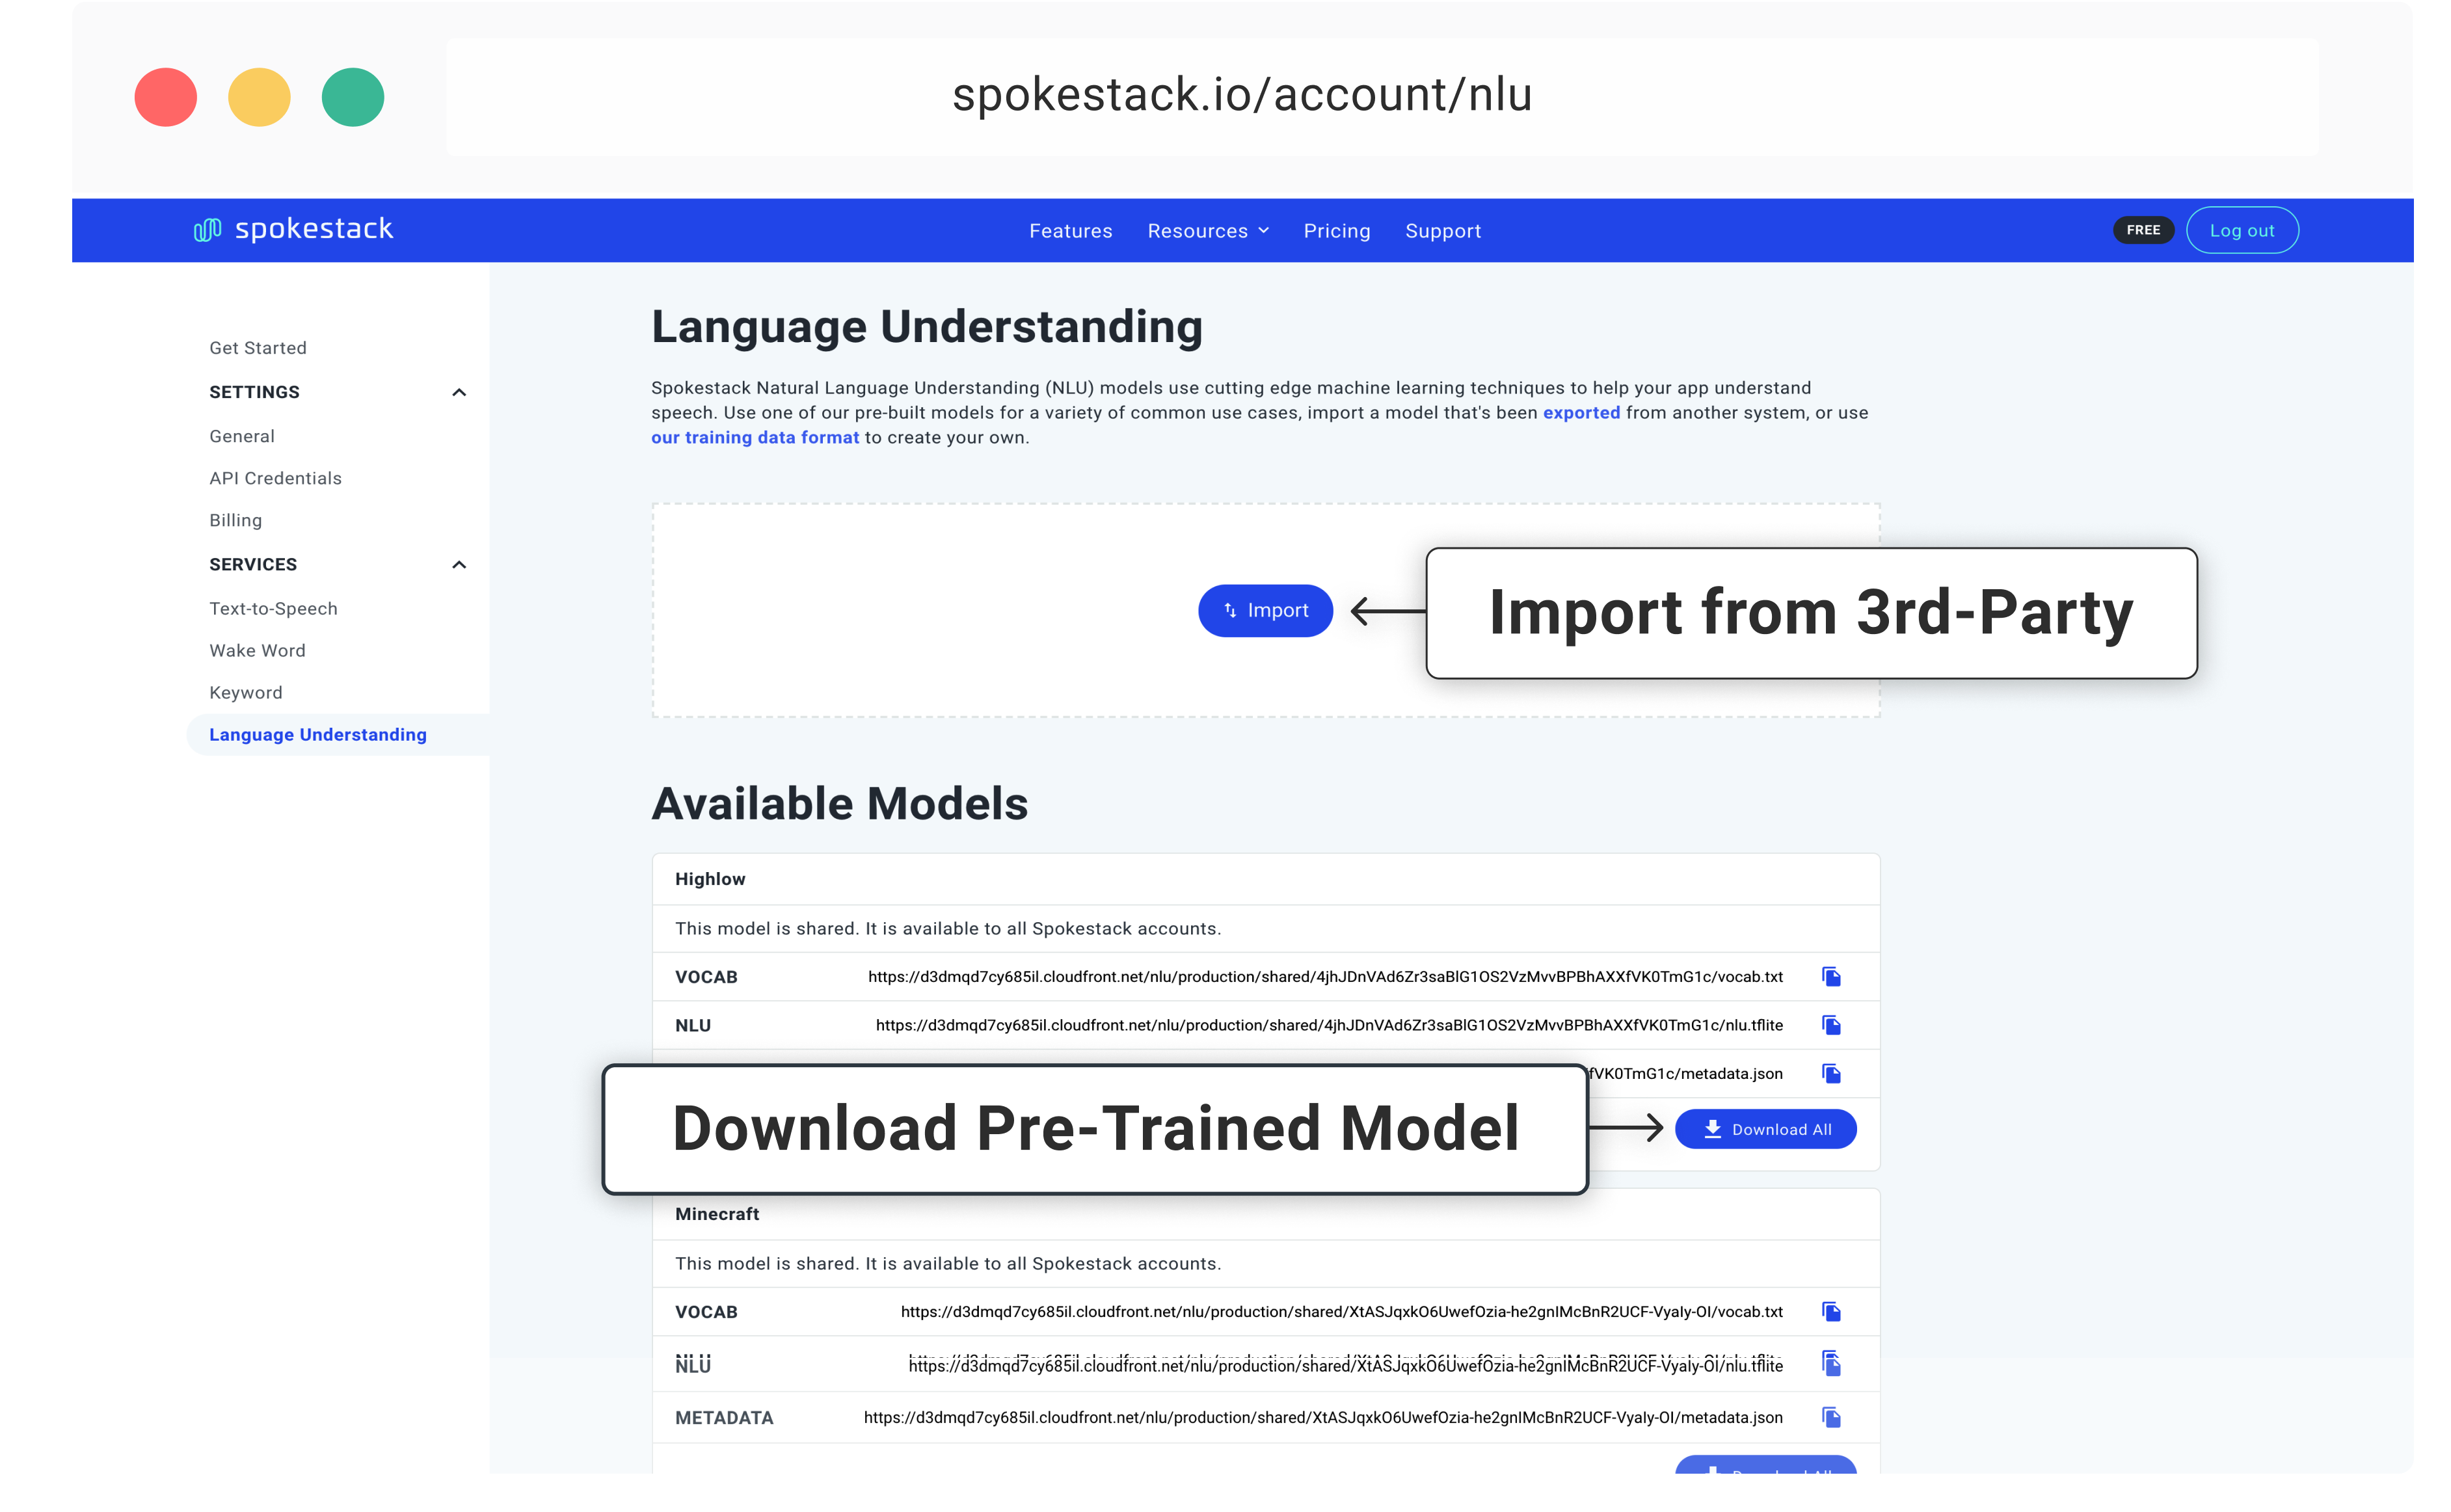 spokestack.io/account/nlu
spokestack
Features Resources Pricing Support
FREE Log out
Get Started
SETTINGS
General
API Credentials
Billing
SERVICES
Text-to-Speech
Wake Word
Keyword
Language Understanding
Language Understanding
Spokestack Natural Language Understanding (NLU) models use cutting edge machine learning techniques to help your app understand
speech. Use one of our pre-built models for a variety of common use cases, import a model that's been exported from another system, or use
our training data format to create your own.
Import
Import from 3rd-Party
Available Models
Highlow
This model is shared. It is available to all Spokestack accounts.
VOCAB https://d3dmqd7cy685il.cloudfront.net/nlu/production/shared/4jhJDnVAd6Zr3saBlG1OS2VzMvvBPBhAXXfVK0TmG1c/vocab.txt
NLU https://d3dmqd7cy685il.cloudfront.net/nlu/production/shared/4jhJDnVAd6Zr3saBlG1OS2VzMvvBPBhAXXfVK0TmG1c/nlu.tflite
fVK0TmG1c/metadata.json
Download Pre-Trained Model
Download All
Minecraft
This model is shared. It is available to all Spokestack accounts.
VOCAB https://d3dmqd7cy685il.cloudfront.net/nlu/production/shared/XtASJqxkO6UwefOzia-he2gnIMcBnR2UCF-VyaIy-OI/vocab.txt
NLU https://d3dmqd7cy685il.cloudfront.net/nlu/production/shared/XtASJqxkO6UwefOzia-he2gnIMcBnR2UCF-VyaIy-OI/nlu.tflite
METADATA https://d3dmqd7cy685il.cloudfront.net/nlu/production/shared/XtASJqxkO6UwefOzia-he2gnIMcBnR2UCF-VyaIy-OI/metadata.json